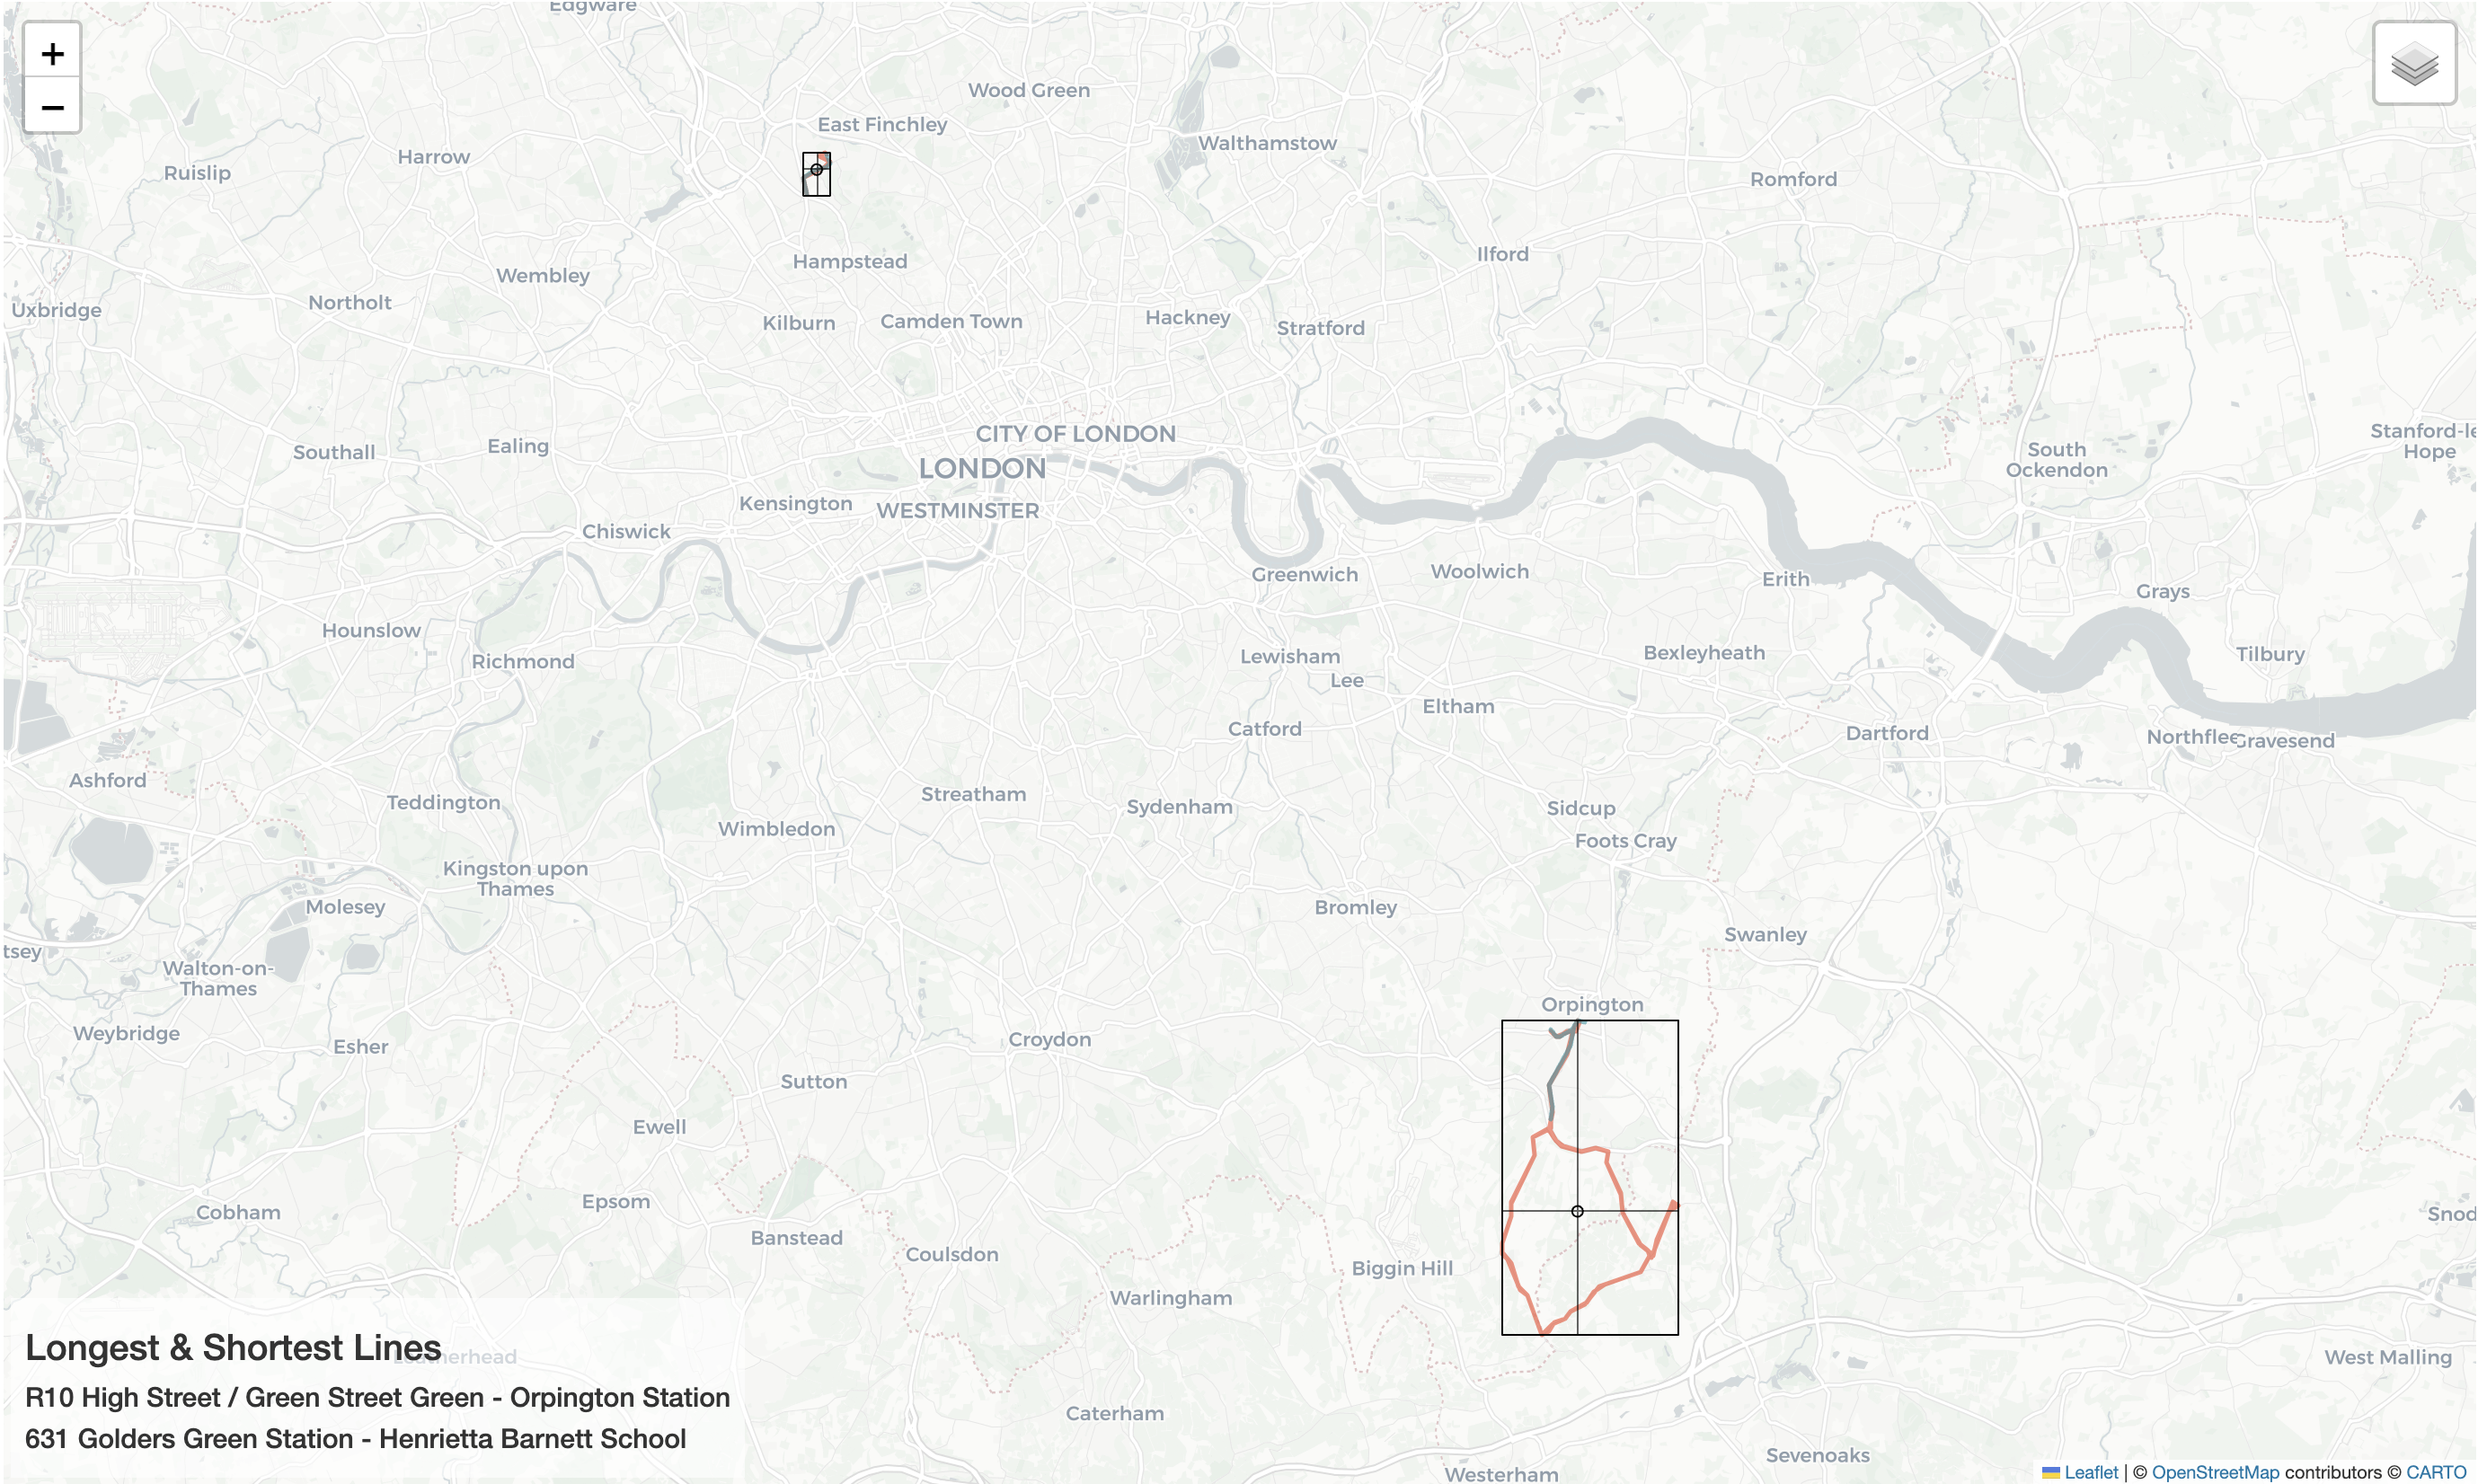 Edgware
+
−
Wood Green
East Finchley
Walthamstow
Harrow
Ruislip
Romford
Ilford
Hampstead
Wembley
Northolt
Uxbridge
Kilburn
Camden Town
Hackney
Stratford
CITY OF LONDON
Southall
Ealing
South
Ockendon
Stanford-le
Hope
LONDON
Kensington
WESTMINSTER
Chiswick
Greenwich
Woolwich
Erith
Grays
Hounslow
Richmond
Lewisham
Lee
Bexleyheath
Tilbury
Eltham
Catford
Dartford
Northflee
Gravesend
Ashford
Teddington
Streatham
Sydenham
Sidcup
Wimbledon
Foots Cray
Kingston upon
Thames
Molesey
Bromley
Swanley
tsey
Walton-on-
Thames
Orpington
Weybridge
Esher
Croydon
Sutton
Ewell
Epsom
Cobham
Snod
Banstead
Coulsdon
Biggin Hill
Warlingham
Leatherhead
West Malling
Caterham
Sevenoaks
Westerham
Longest & Shortest Lines
R10 High Street / Green Street Green - Orpington Station
631 Golders Green Station - Henrietta Barnett School
Leaflet | © OpenStreetMap contributors © CARTO